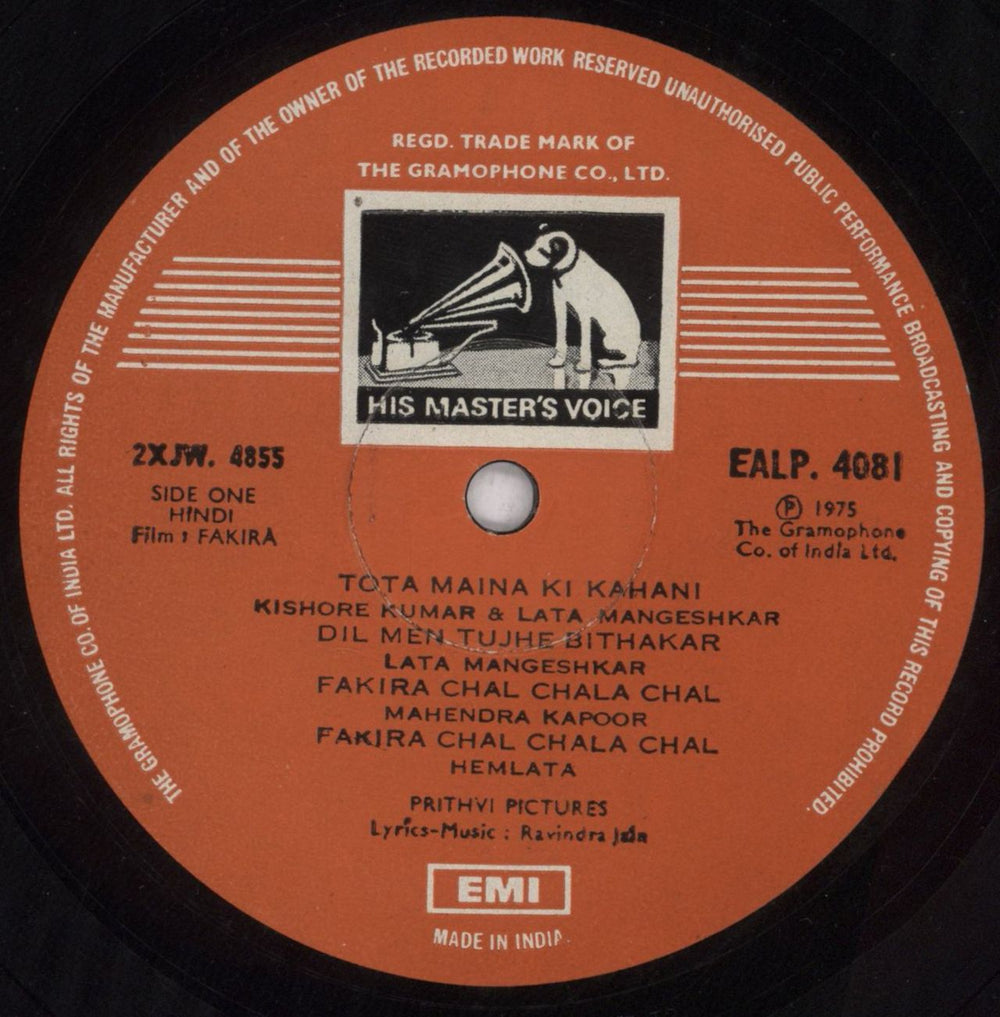 THE GRAMOPHONE CO. OF INDIA LTD. ALL RIGHTS OF THE MANUFACTURER AND OF THE OWNER OF THE RECORDED WORK RESERVED UNAUTHORISED PUBLIC PERFORMANCE BROADCASTING AND COPYING OF THIS RECORD PROHIBITED.
REGD. TRADE MARK OF
THE GRAMOPHONE CO., LTD.
HIS MASTER'S VOICE
2XJW. 4855
SIDE ONE
HINDI
Film : FAKIRA
EALP. 4081
Ⓟ 1975
The Gramophone
Co. of India Ltd.
TOTA MAINA KI KAHANI
KISHORE KUMAR & LATA MANGESHKAR
DIL MEN TUJHE BITHAKAR
LATA MANGESHKAR
FAKIRA CHAL CHALA CHAL
MAHENDRA KAPOOR
FAKIRA CHAL CHALA CHAL
HEMLATA
PRITHVI PICTURES
Lyrics-Music : Ravindra Jain
EMI
MADE IN INDIA.